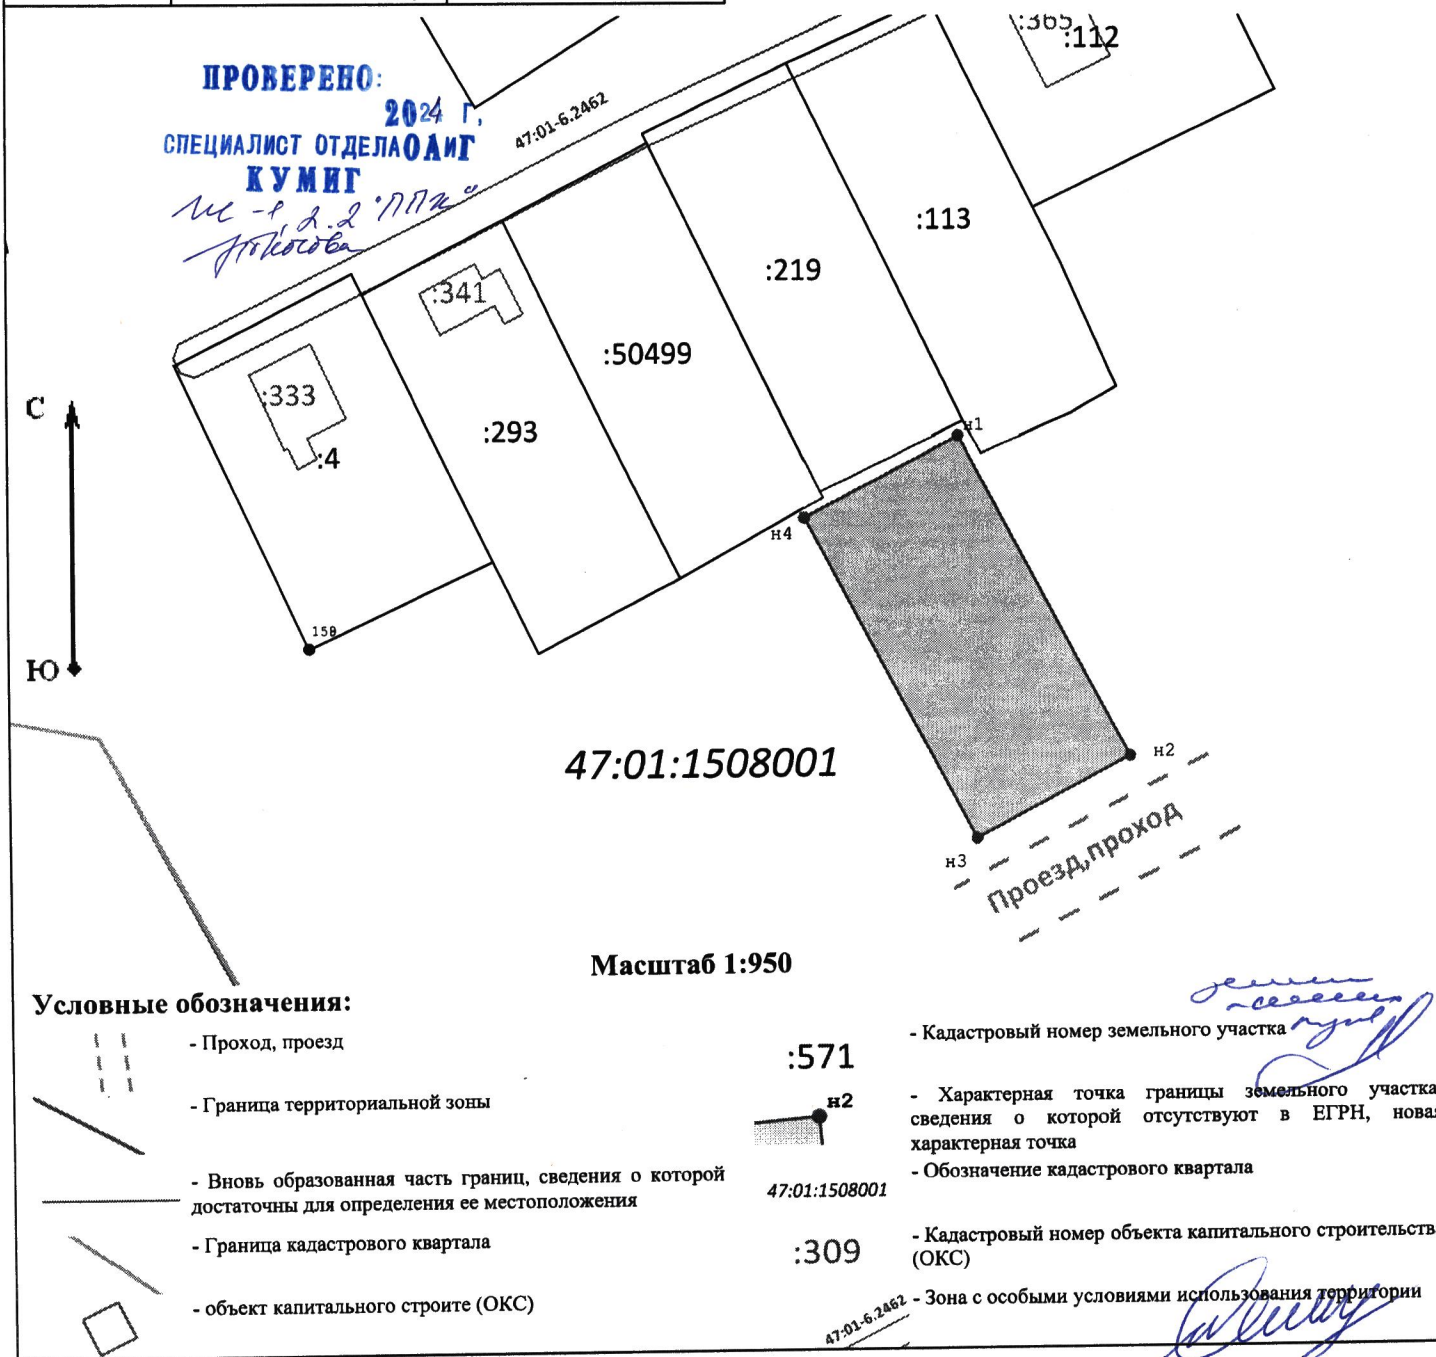 ПРОВЕРЕНО:
2024 Г,
СПЕЦИАЛИСТ ОТДЕЛА ОАиГ
КУМИГ
47:01-6.2462
:365
:112
:113
:219
:341
:50499
:333
:293
:4
С
Ю
н1
н4
158
н2
н3
47:01:1508001
Проезд,проход
Масштаб 1:950
Условные обозначения:
- Проход, проезд
- Граница территориальной зоны
- Вновь образованная часть границ, сведения о которой
достаточны для определения ее местоположения
- Граница кадастрового квартала
- объект капитального строите (ОКС)
:571
- Кадастровый номер земельного участка
н2
- Характерная точка границы земельного участка
сведения о которой отсутствуют в ЕГРН, новая
характерная точка
47:01:1508001
- Обозначение кадастрового квартала
:309
- Кадастровый номер объекта капитального строительств
(ОКС)
47:01-6.2462
- Зона с особыми условиями использования территории